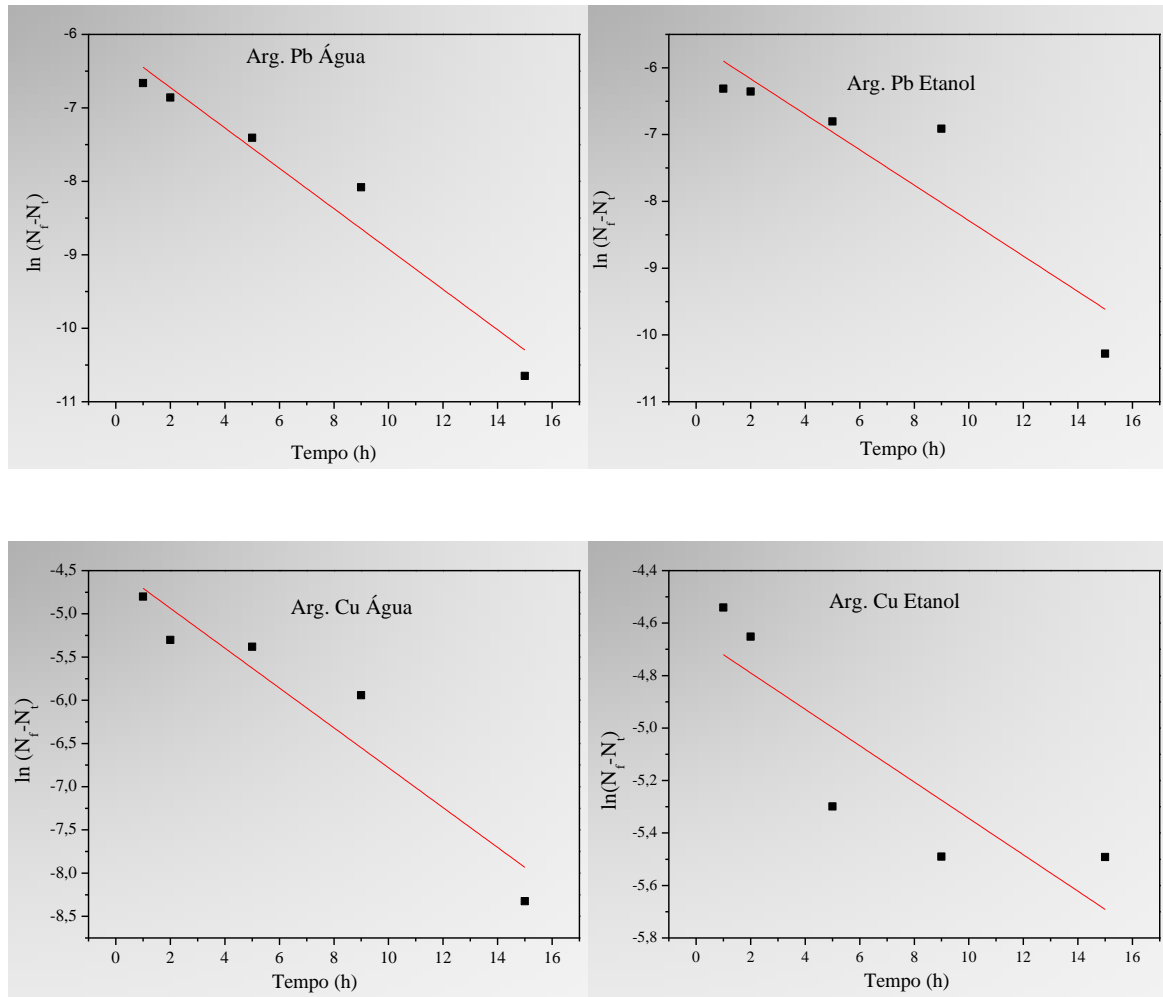 Arg. Pb Água
-6
-7
-8
-9
-10
-11
ln (N_f-N_t)
0 2 4 6 8 10 12 14 16
Tempo (h)
Arg. Pb Etanol
-6
-7
-8
-9
-10
-11
ln (N_f-N_t)
0 2 4 6 8 10 12 14 16
Tempo (h)
Arg. Cu Água
-4,5
-5,0
-5,5
-6,0
-6,5
-7,0
-7,5
-8,0
-8,5
ln (N_f-N_t)
0 2 4 6 8 10 12 14 16
Tempo (h)
Arg. Cu Etanol
-4,4
-4,6
-4,8
-5,0
-5,2
-5,4
-5,6
-5,8
ln(N_f-N_t)
0 2 4 6 8 10 12 14 16
Tempo (h)